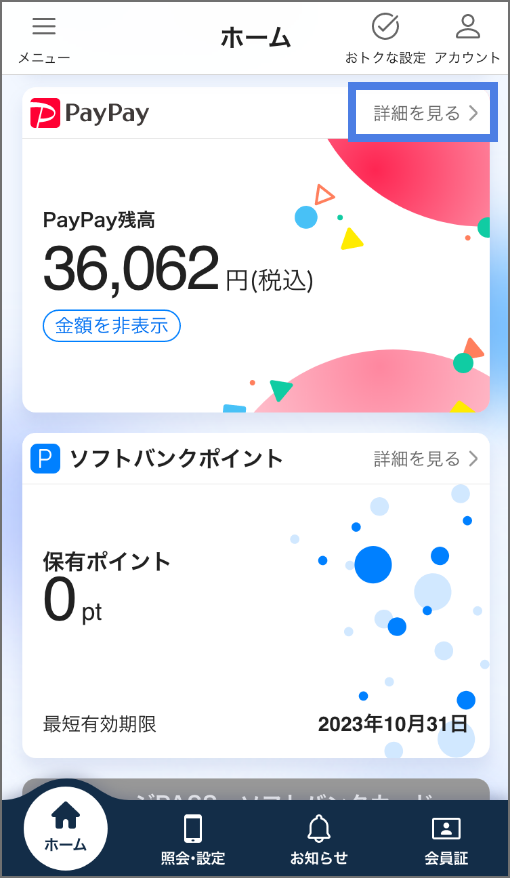 メニュー
ホーム
おトクな設定
アカウント
PayPay
詳細を見る
PayPay残高
36,062円(税込)
金額を非表示
P ソフトバンクポイント
詳細を見る
保有ポイント
0 pt
最短有効期限
2023年10月31日
ホーム
照会・設定
お知らせ
会員証